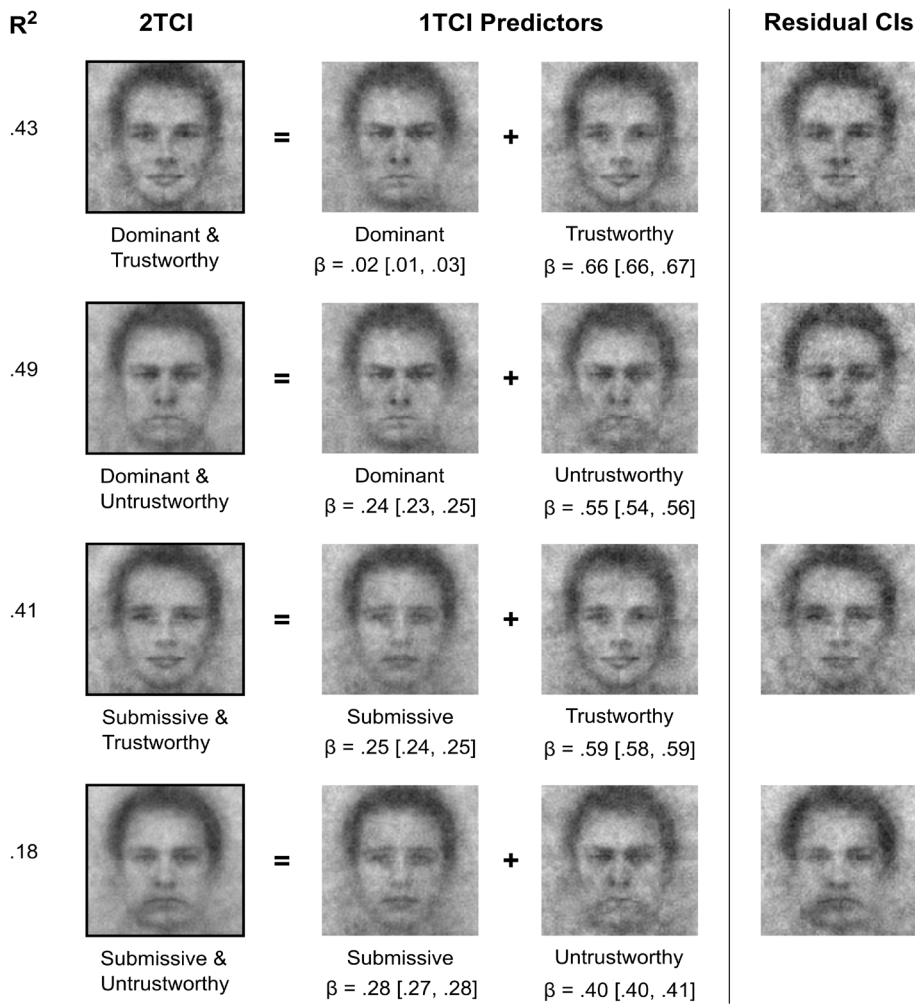 R² 2TCI 1TCI Predictors Residual CIs
.43 = +
Dominant & Trustworthy
Dominant
β = .02 [.01, .03]
Trustworthy
β = .66 [.66, .67]
.49 = +
Dominant & Untrustworthy
Dominant
β = .24 [.23, .25]
Untrustworthy
β = .55 [.54, .56]
.41 = +
Submissive & Trustworthy
Submissive
β = .25 [.24, .25]
Trustworthy
β = .59 [.58, .59]
.18 = +
Submissive & Untrustworthy
Submissive
β = .28 [.27, .28]
Untrustworthy
β = .40 [.40, .41]